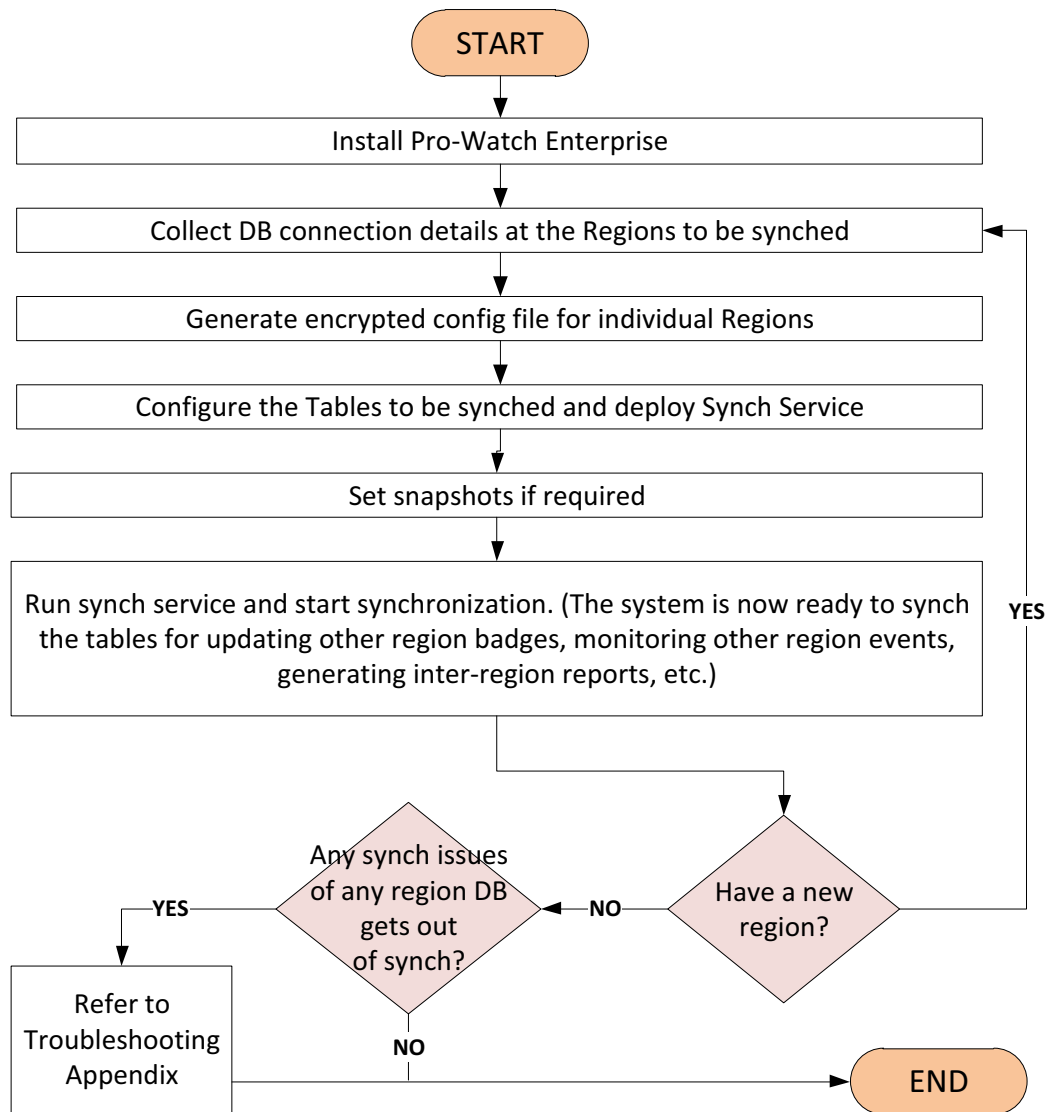 START
Install Pro-Watch Enterprise
Collect DB connection details at the Regions to be synched
Generate encrypted config file for individual Regions
Configure the Tables to be synched and deploy Synch Service
Set snapshots if required
Run synch service and start synchronization. (The system is now ready to synch
the tables for updating other region badges, monitoring other region events,
generating inter-region reports, etc.)
YES
Have a new
region?
NO
Any synch issues
of any region DB
gets out
of synch?
YES
Refer to
Troubleshooting
Appendix
NO
END